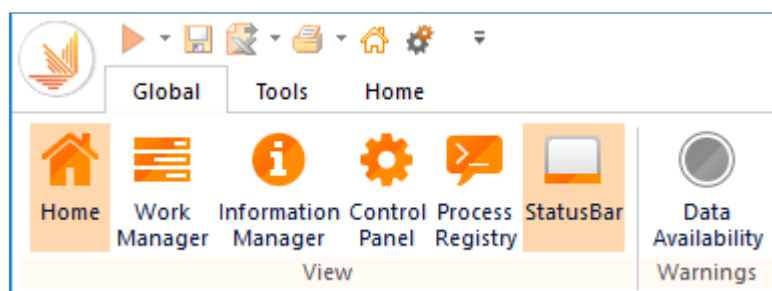 Global Tools Home
Home Work Information Control Process StatusBar Data
Manager Manager Panel Registry Availability
View Warnings